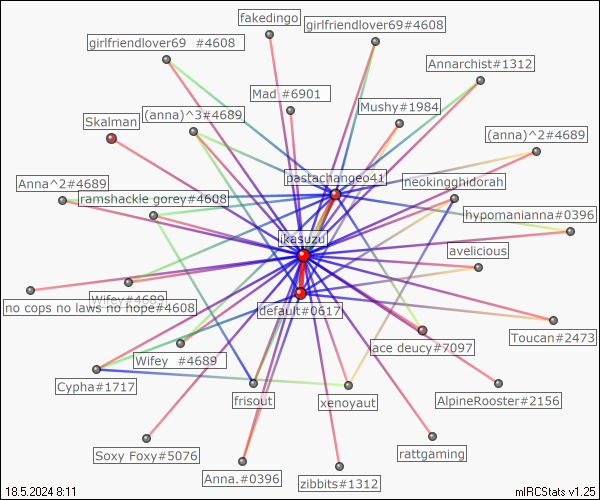 fakedingo
girlfriendlover69#4608
girlfriendlover69 #4608
Annarchist#1312
Mad #6901
Mushy#1984
(anna)^3#4689
Skalman
(anna)^2#4689
pastachangeo41
neokingghidorah
Anna^2#4689
ramshackle gorey#4608
hypomanianna#0396
ikasuzu
avelicious
Wifey#4689
no cops no laws no hope#4608
default#0617
Toucan#2473
ace deucy#7097
Wifey #4689
Cypha#1717
frisout
xenoyaut
AlpineRooster#2156
Soxy Foxy#5076
rattgaming
Anna.#0396
zibbits#1312
18.5.2024 8:11
mIRCStats v1.25